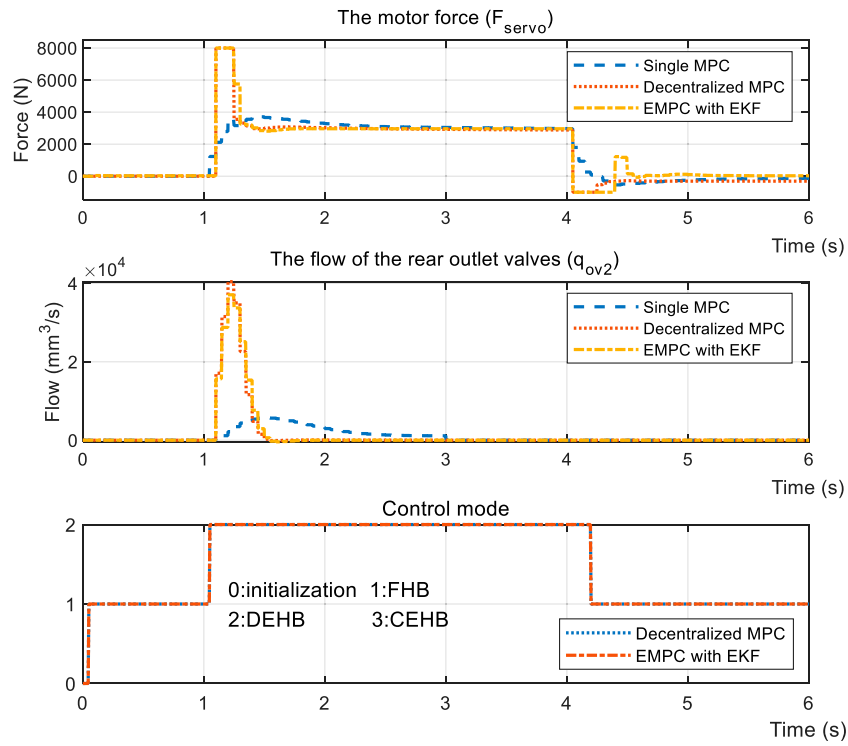 The motor force (F_servo)
Force (N)
8000
6000
4000
2000
0
Single MPC
Decentralized MPC
EMPC with EKF
0 1 2 3 4 5 6
Time (s)
The flow of the rear outlet valves (q_ov2)
×10^4
Flow (mm^3/s)
4
2
0
Single MPC
Decentralized MPC
EMPC with EKF
0 1 2 3 4 5 6
Time (s)
Control mode
2
1
0
0:initialization 1:FHB
2:DEHB 3:CEHB
Decentralized MPC
EMPC with EKF
0 1 2 3 4 5 6
Time (s)